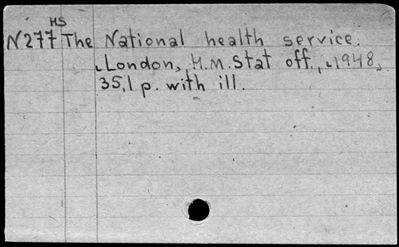 HS
N277 The National health service.
London, H.M. Stat off., 1948.
35,1 p. with ill.